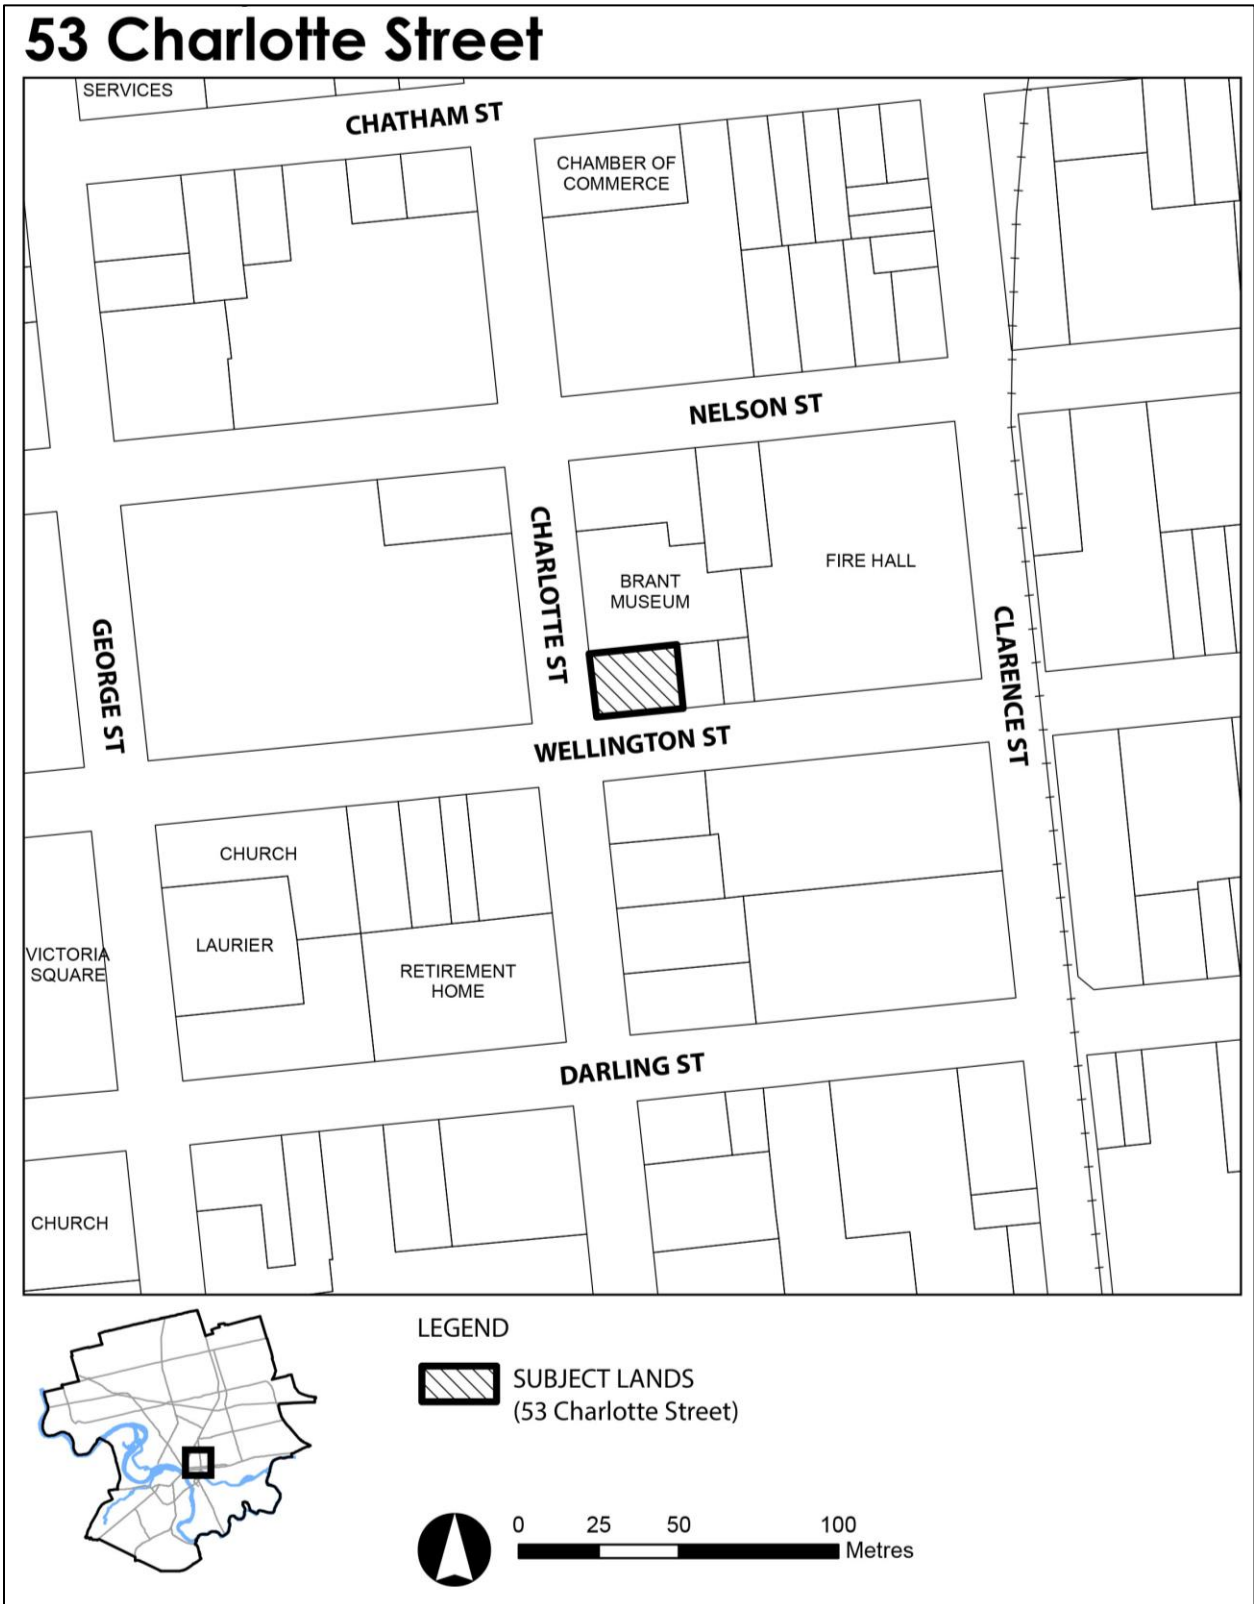 53 Charlotte Street
SERVICES
CHATHAM ST
CHAMBER OF
COMMERCE
NELSON ST
CHARLOTTE ST
BRANT
MUSEUM
FIRE HALL
GEORGE ST
CLARENCE ST
WELLINGTON ST
CHURCH
LAURIER
VICTORIA
SQUARE
RETIREMENT
HOME
DARLING ST
CHURCH
LEGEND
SUBJECT LANDS
(53 Charlotte Street)
0 25 50 100
Metres